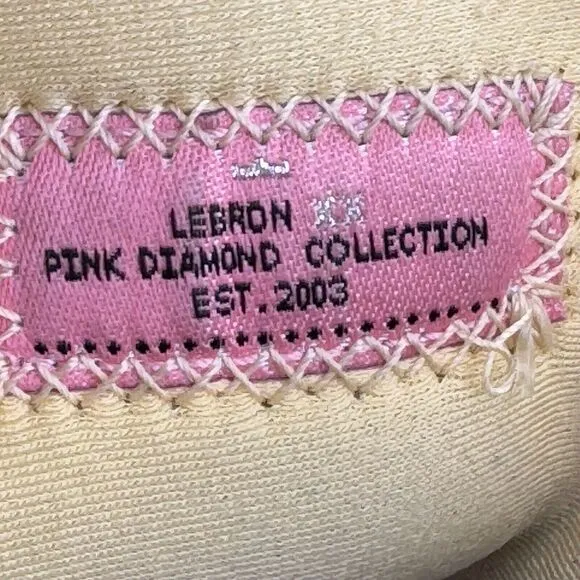 LEBRON
PINK DIAMOND COLLECTION
EST.2003